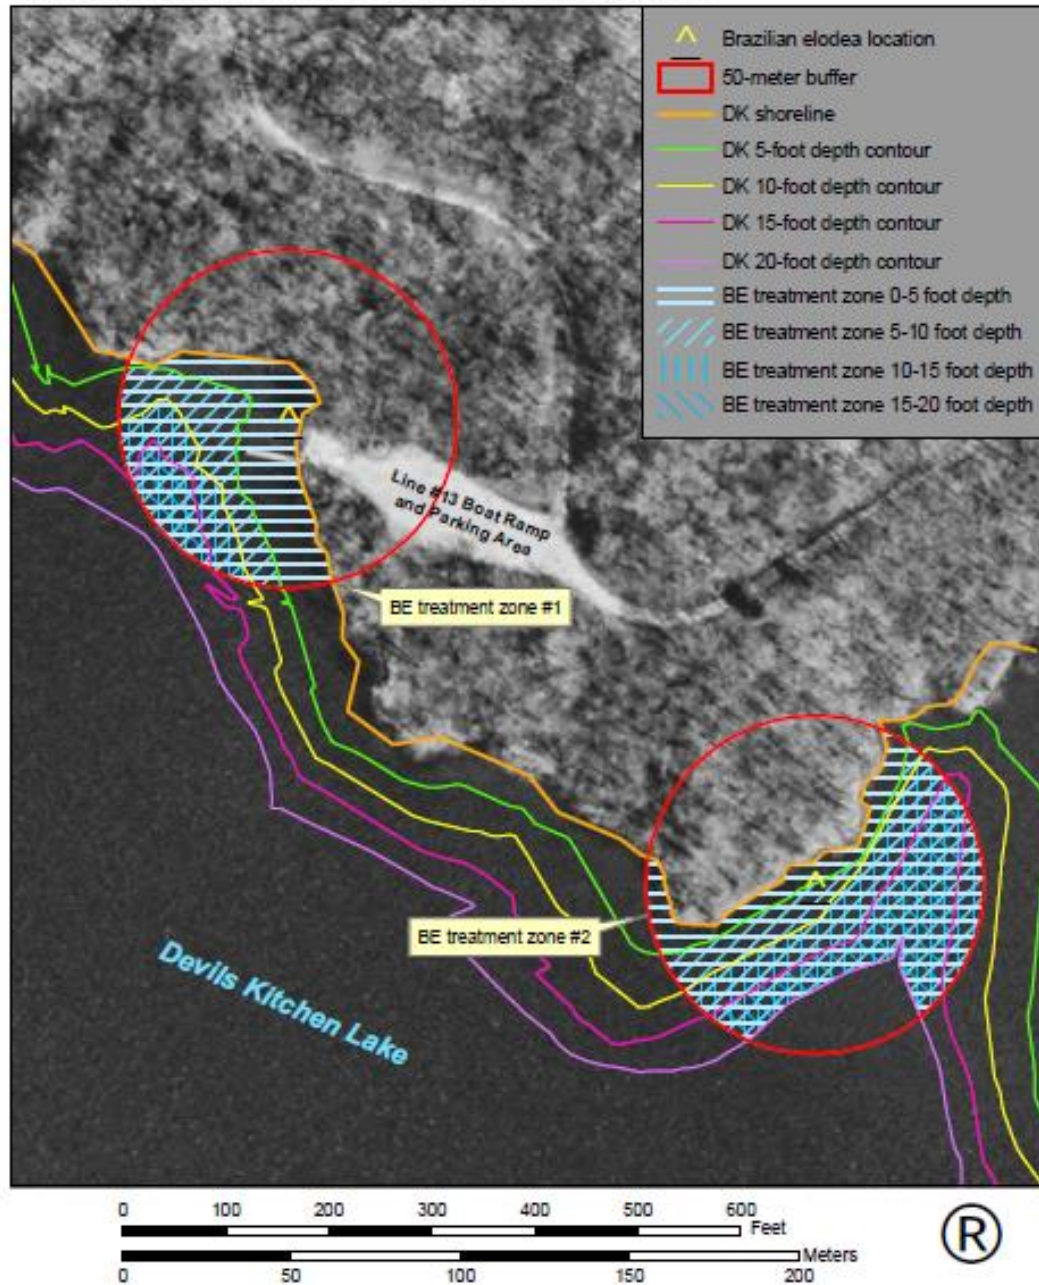 Brazilian elodea location
50-meter buffer
DK shoreline
DK 5-foot depth contour
DK 10-foot depth contour
DK 15-foot depth contour
DK 20-foot depth contour
BE treatment zone 0-5 foot depth
BE treatment zone 5-10 foot depth
BE treatment zone 10-15 foot depth
BE treatment zone 15-20 foot depth
Line #13 Boat Ramp
and Parking Area
BE treatment zone #1
BE treatment zone #2
Devils Kitchen Lake
0 100 200 300 400 500 600
Feet
Meters
0 50 100 150 200
®